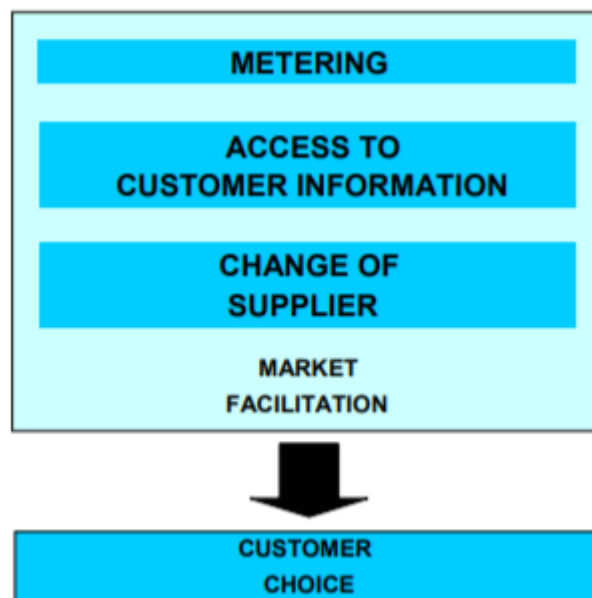 METERING
ACCESS TO
CUSTOMER INFORMATION
CHANGE OF
SUPPLIER
MARKET
FACILITATION
CUSTOMER
CHOICE